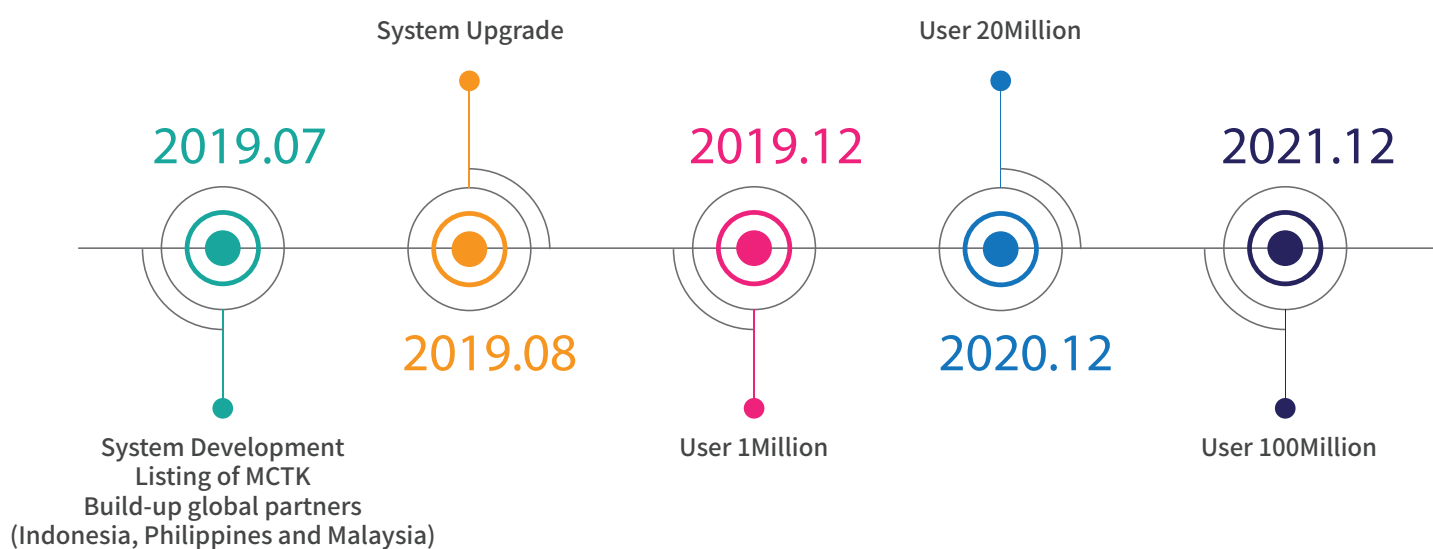 System Upgrade
User 20Million
2019.07
2019.12
2021.12
2019.08
2020.12
System Development
Listing of MCTK
Build-up global partners
(Indonesia, Philippines and Malaysia)
User 1Million
User 100Million